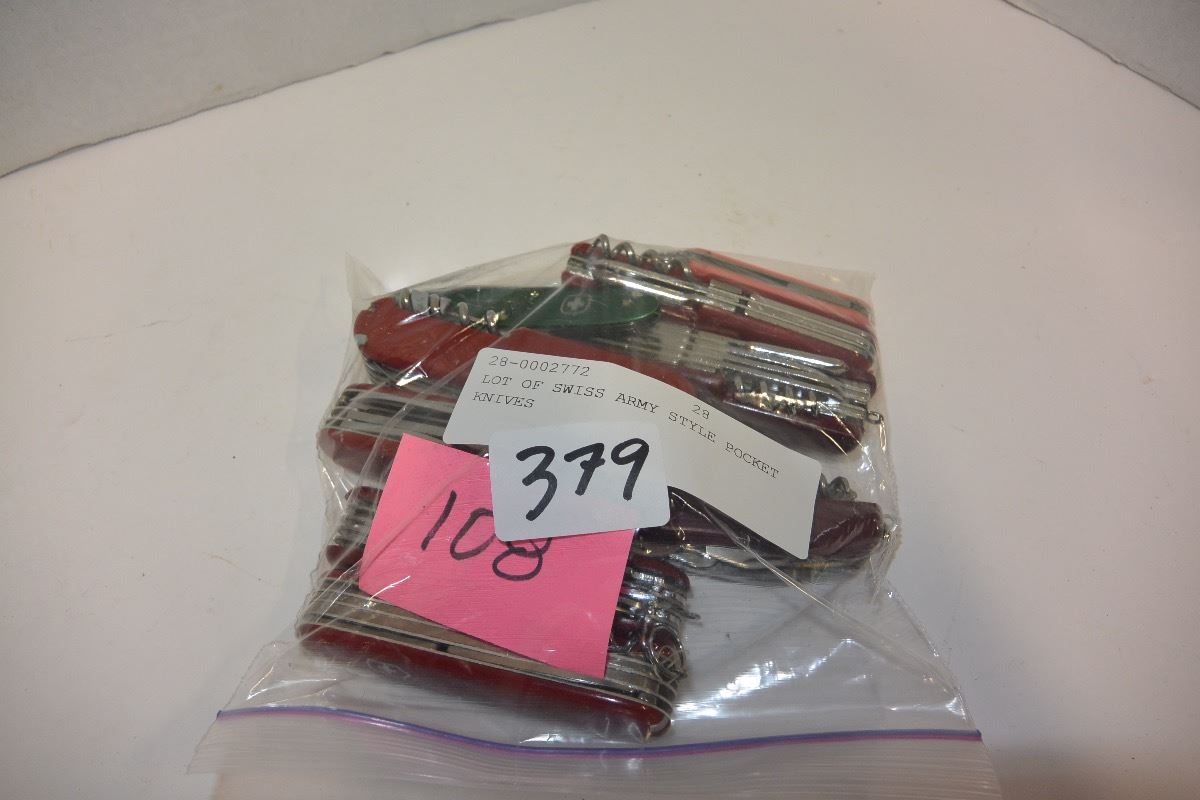 28-0002772
28
LOT OF SWISS ARMY STYLE POCKET
KNIVES
379
108